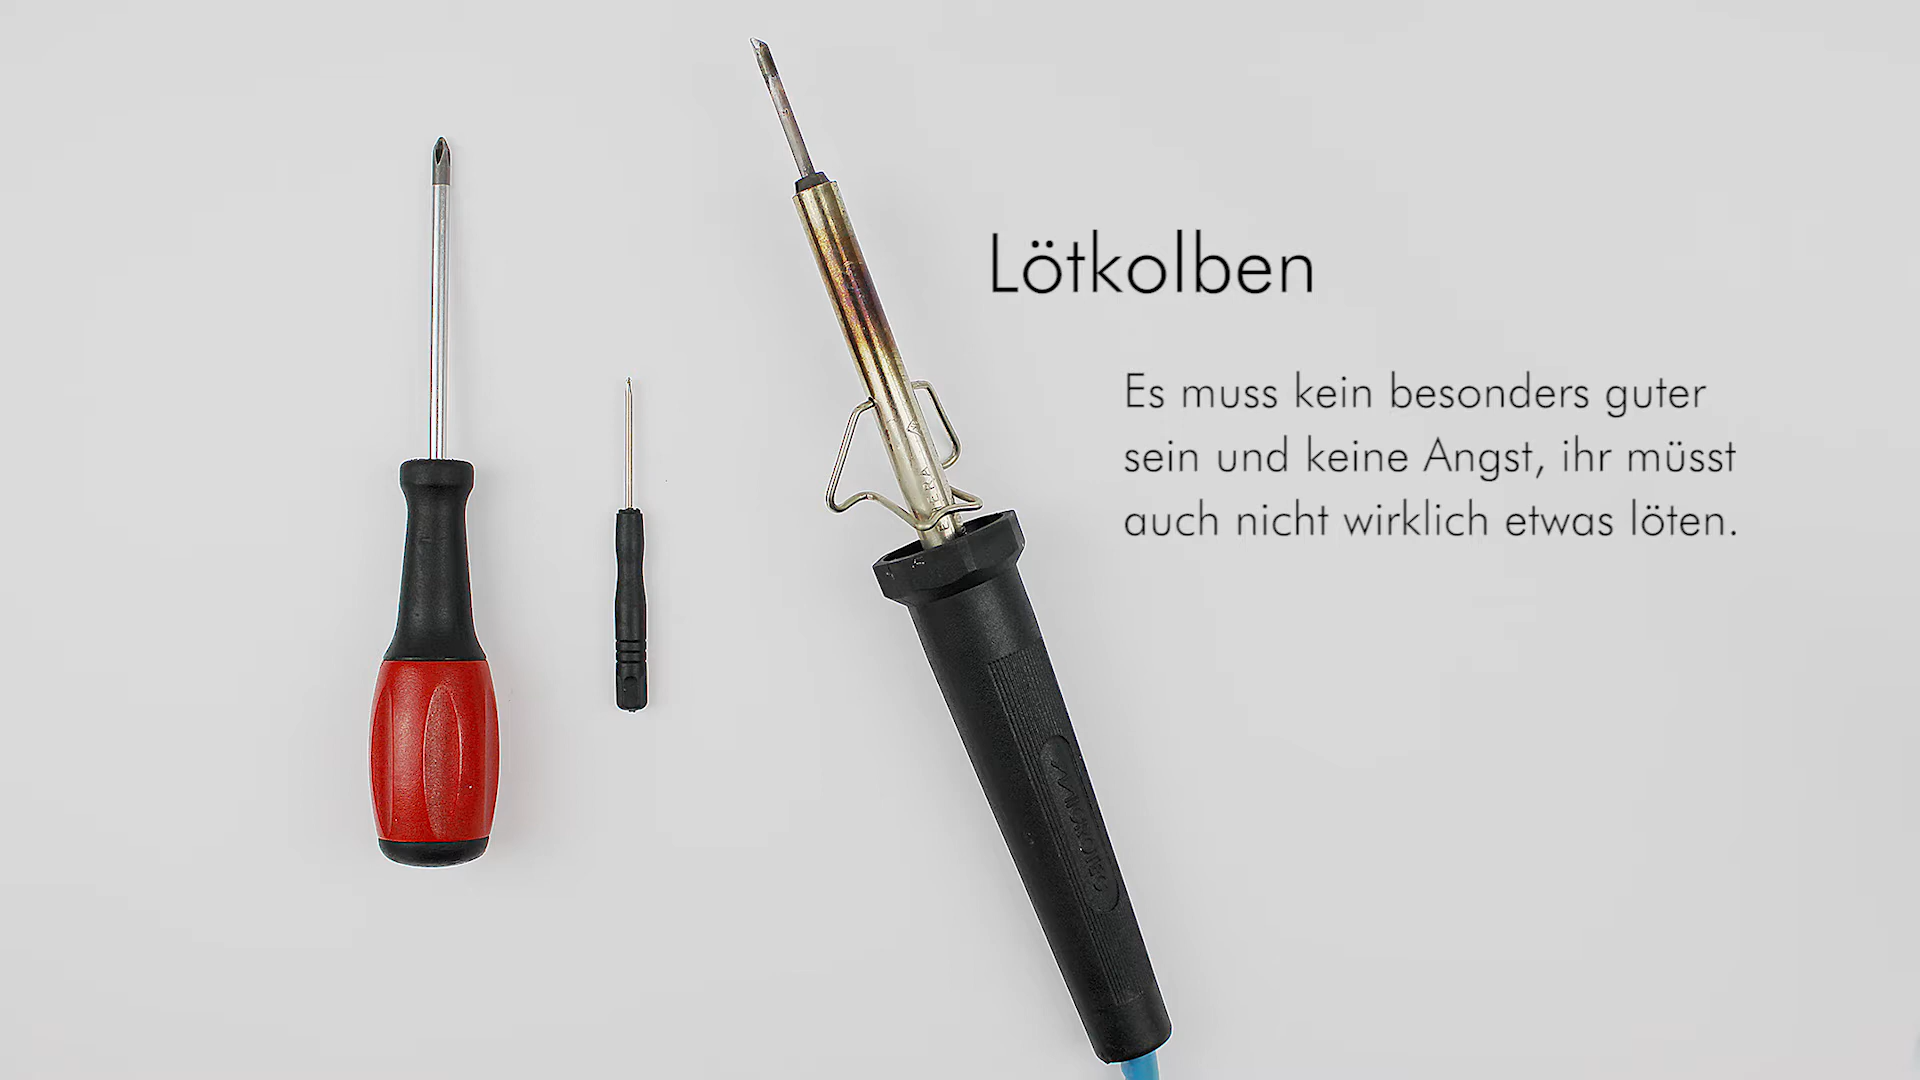 Lötkolben
Es muss kein besonders guter
sein und keine Angst, ihr müsst
auch nicht wirklich etwas löten.